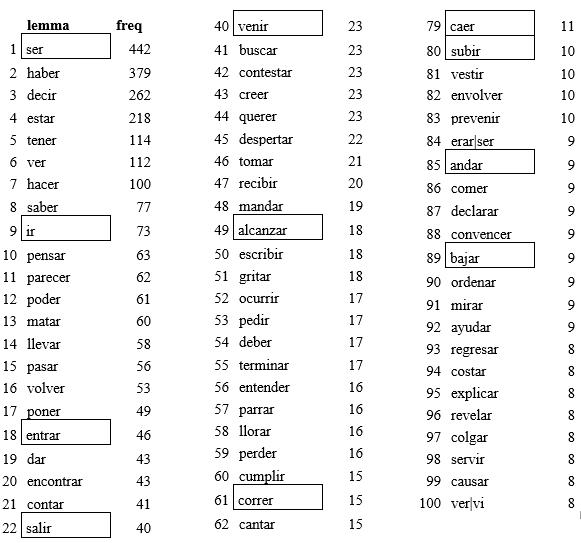 lemma freq
1 ser 442
2 haber 379
3 decir 262
4 estar 218
5 tener 114
6 ver 112
7 hacer 100
8 saber 77
9 ir 73
10 pensar 63
11 parecer 62
12 poder 61
13 matar 60
14 llevar 58
15 pasar 56
16 volver 53
17 poner 49
18 entrar 46
19 dar 43
20 encontrar 43
21 contar 41
22 salir 40
40 venir 23
41 buscar 23
42 contestar 23
43 creer 23
44 querer 23
45 despertar 22
46 tomar 21
47 recibir 20
48 mandar 19
49 alcanzar 18
50 escribir 18
51 gritar 18
52 ocurrir 17
53 pedir 17
54 deber 17
55 terminar 17
56 entender 16
57 parrar 16
58 llorar 16
59 perder 16
60 cumplir 15
61 correr 15
62 cantar 15
79 caer 11
80 subir 10
81 vestir 10
82 envolver 10
83 prevenir 10
84 erar|ser 9
85 andar 9
86 comer 9
87 declarar 9
88 convencer 9
89 bajar 9
90 ordenar 9
91 mirar 9
92 ayudar 9
93 regresar 8
94 costar 8
95 explicar 8
96 revelar 8
97 colgar 8
98 servir 8
99 causar 8
100 ver|vi 8